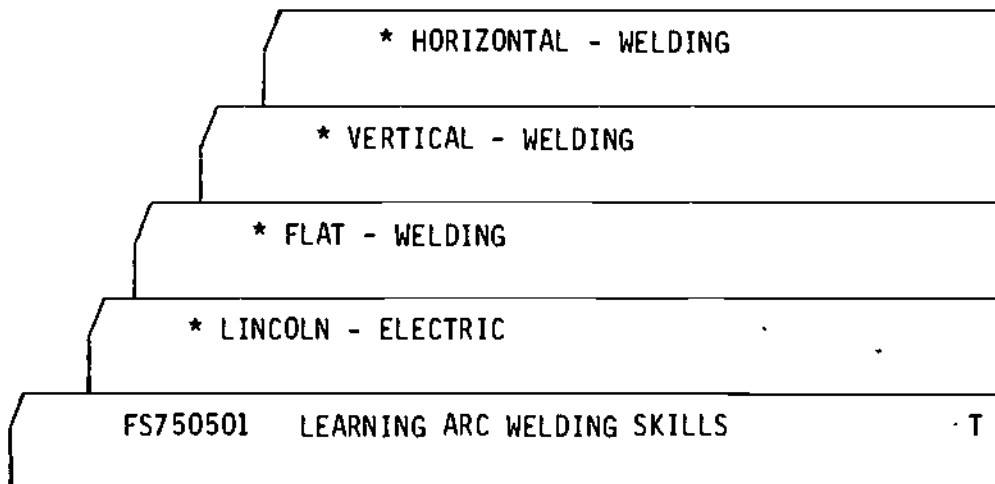 * HORIZONTAL - WELDING
* VERTICAL - WELDING
* FLAT - WELDING
* LINCOLN - ELECTRIC
FS750501 LEARNING ARC WELDING SKILLS T